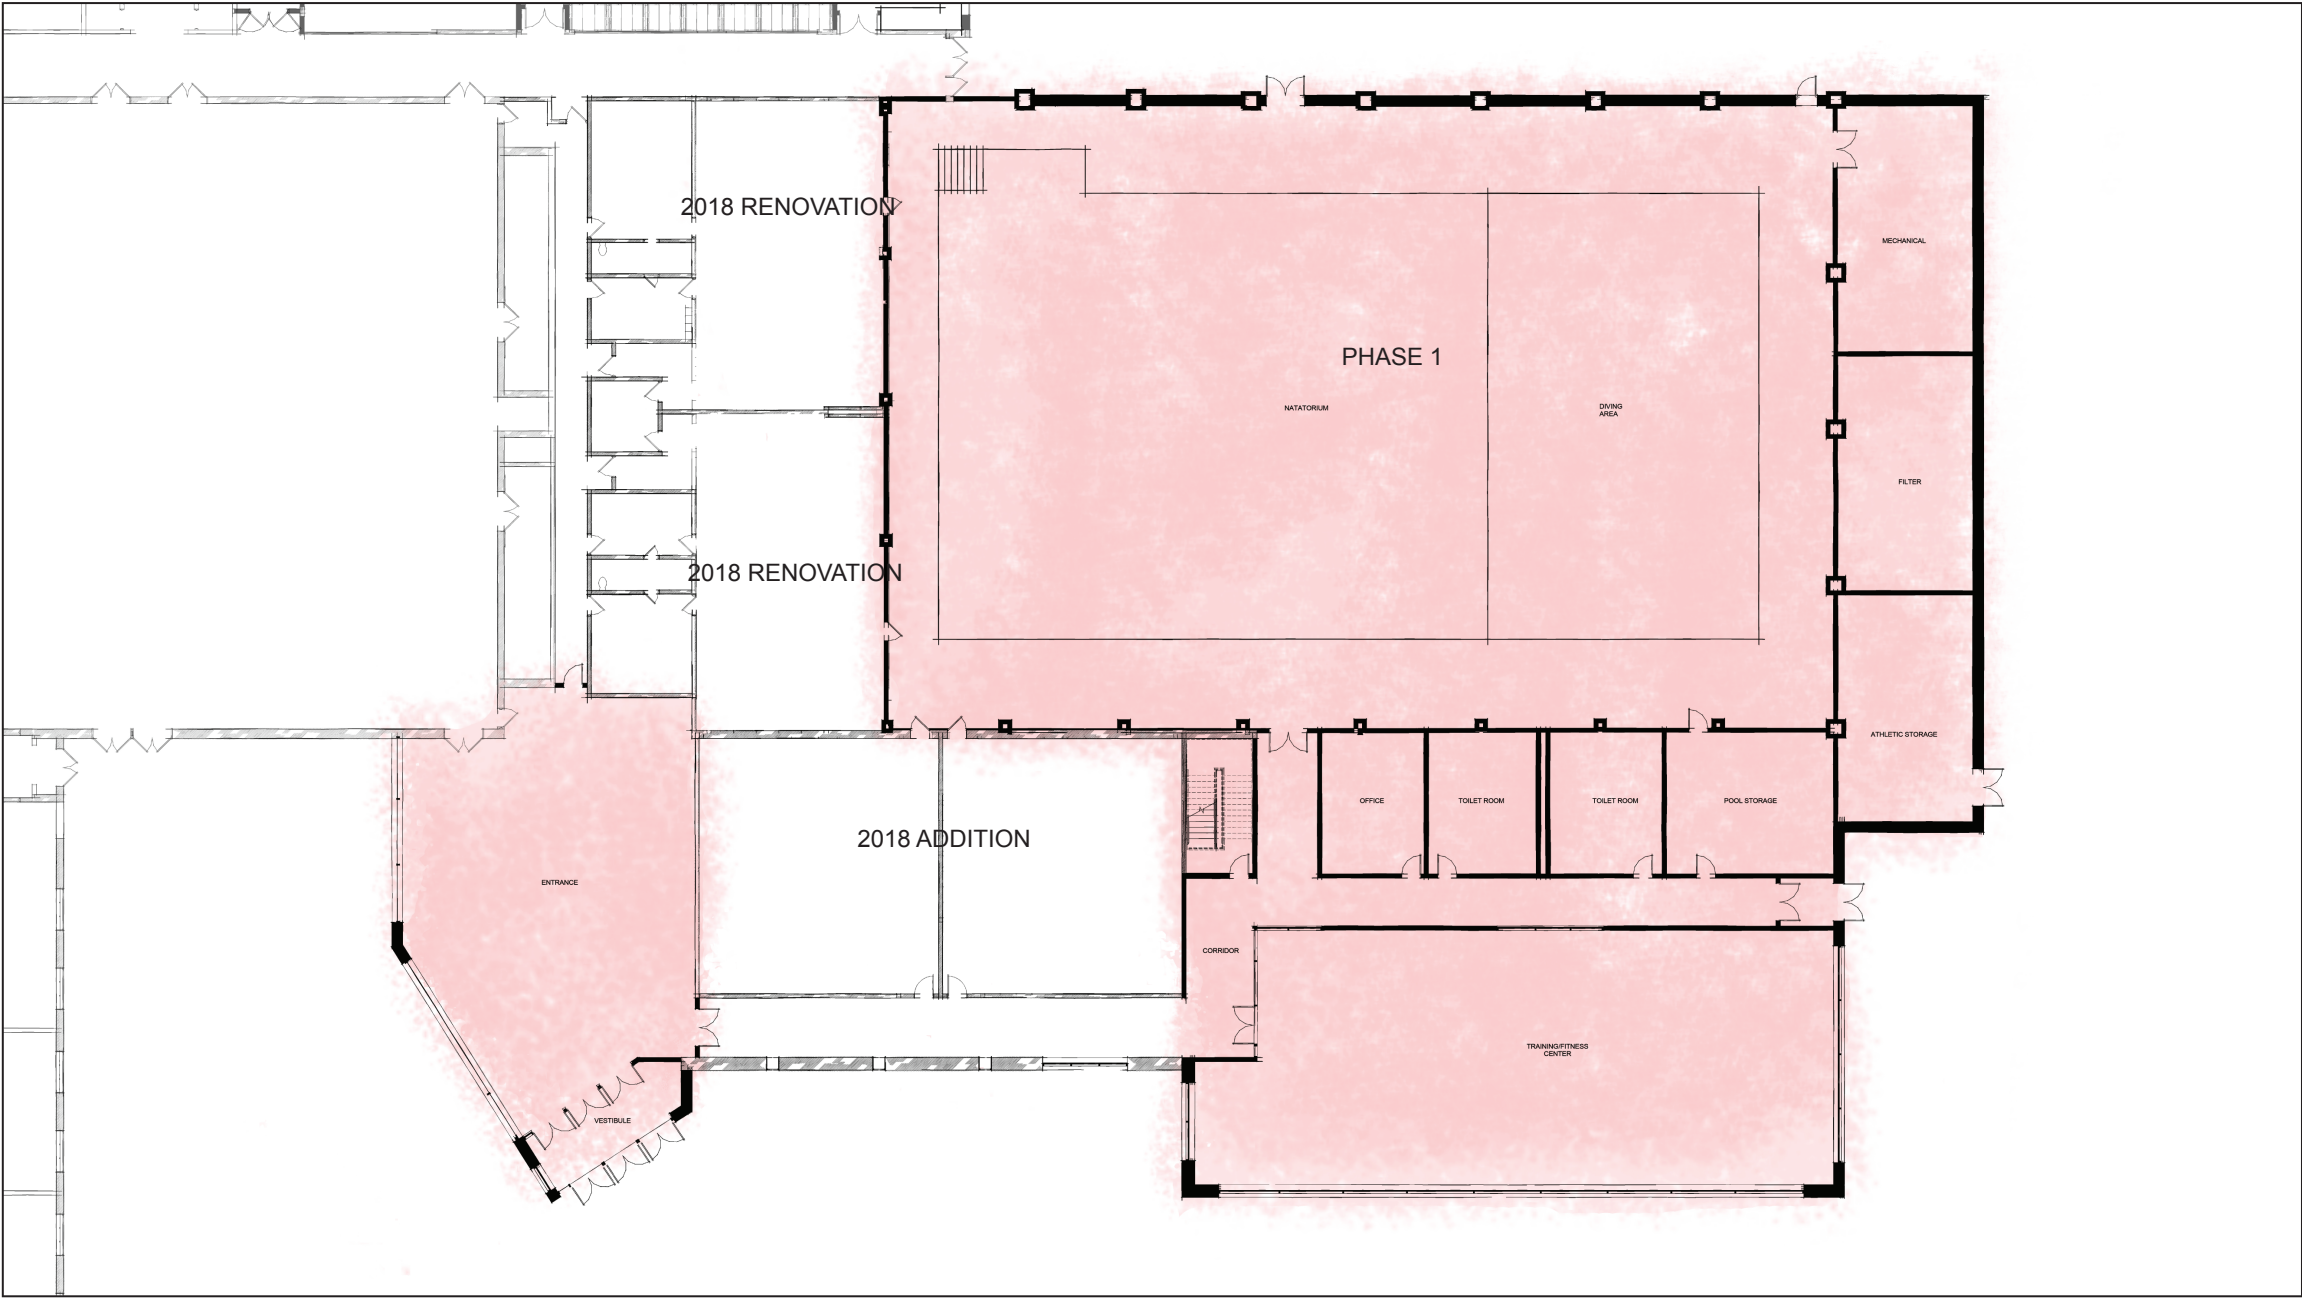 2018 RENOVATION
MECHANICAL
PHASE 1
NATATORIUM
DIVING
AREA
FILTER
2018 RENOVATION
ATHLETIC STORAGE
OFFICE
TOILET ROOM
TOILET ROOM
POOL STORAGE
2018 ADDITION
ENTRANCE
CORRIDOR
TRAINING/FITNESS
CENTER
VESTIBULE